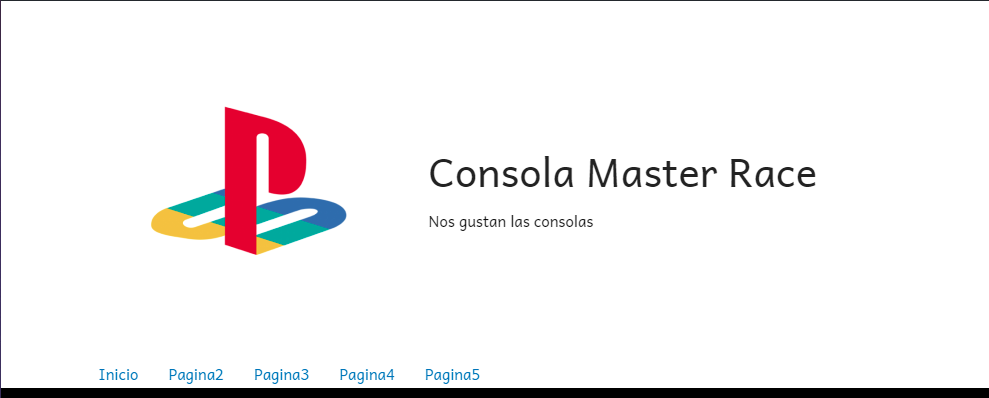 Consola Master Race
Nos gustan las consolas
Inicio Pagina2 Pagina3 Pagina4 Pagina5